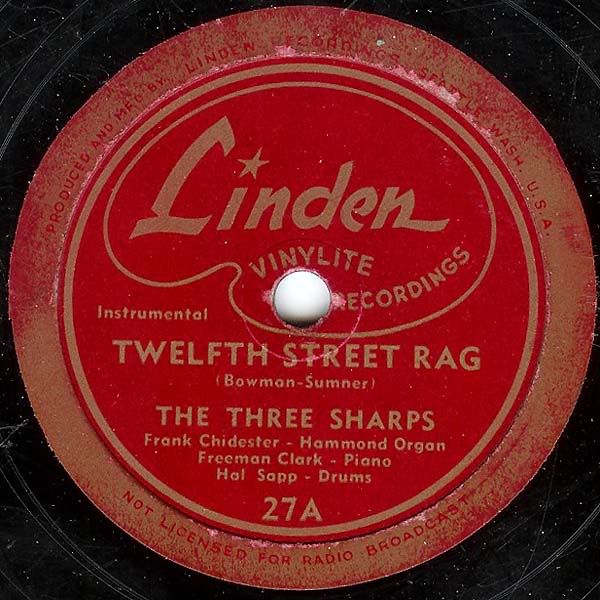 PRODUCED AND MFG. BY: LINDEN RECORDINGS, SEATTLE, WASH. U.S.A.
Linden
VINYLITE
RECORDINGS
Instrumental
TWELFTH STREET RAG
(Bowman-Sumner)
THE THREE SHARPS
Frank Chidester - Hammond Organ
Freeman Clark - Piano
Hal Sapp - Drums
27A
NOT LICENSED FOR RADIO BROADCAST